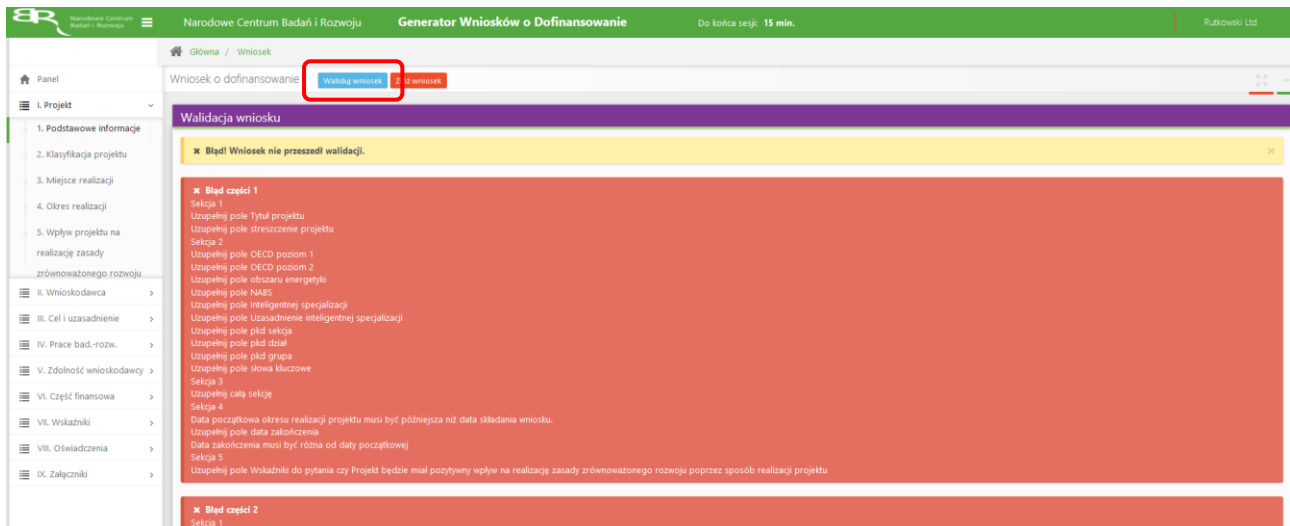 Narodowe Centrum
Badań i Rozwoju
Narodowe Centrum Badań i Rozwoju
Generator Wniosków o Dofinansowanie
Do końca sesji: 15 min.
Rutkowski Ltd
Główna / Wniosek
Panel
I. Projekt
1. Podstawowe informacje
2. Klasyfikacja projektu
3. Miejsce realizacji
4. Okres realizacji
5. Wpływ projektu na
realizację zasady
zrównoważonego rozwoju
II. Wnioskodawca
III. Cel i uzasadnienie
IV. Prace bad.-rozw.
V. Zdolność wnioskodawcy
VI. Część finansowa
VII. Wskaźniki
VIII. Oświadczenia
IX. Załączniki
Wniosek o dofinansowanie
Waliduj wniosek
wniosek
Walidacja wniosku
Błąd! Wniosek nie przeszedł walidacji.
Błąd części 1
Sekcja 1
Uzupełnij pole Tytuł projektu
Uzupełnij pole streszczenie projektu
Sekcja 2
Uzupełnij pole OECD poziom 1
Uzupełnij pole OECD poziom 2
Uzupełnij pole obszaru energetyki
Uzupełnij pole NABS
Uzupełnij pole Inteligentnej specjalizacji
Uzupełnij pole Uzasadnienie inteligentnej specjalizacji
Uzupełnij pole pkd sekcja
Uzupełnij pole pkd dział
Uzupełnij pole pkd grupa
Uzupełnij pole słowa kluczowe
Sekcja 3
Uzupełnij całą sekcję
Sekcja 4
Data początkowa okresu realizacji projektu musi być późniejsza niż data składania wniosku.
Uzupełnij pole data zakończenia
Data zakończenia musi być różna od daty początkowej
Sekcja 5
Uzupełnij pole Wskaźniki do pytania czy Projekt będzie miał pozytywny wpływ na realizację zasady zrównoważonego rozwoju poprzez sposób realizacji projektu
Błąd części 2
Sekcja 1